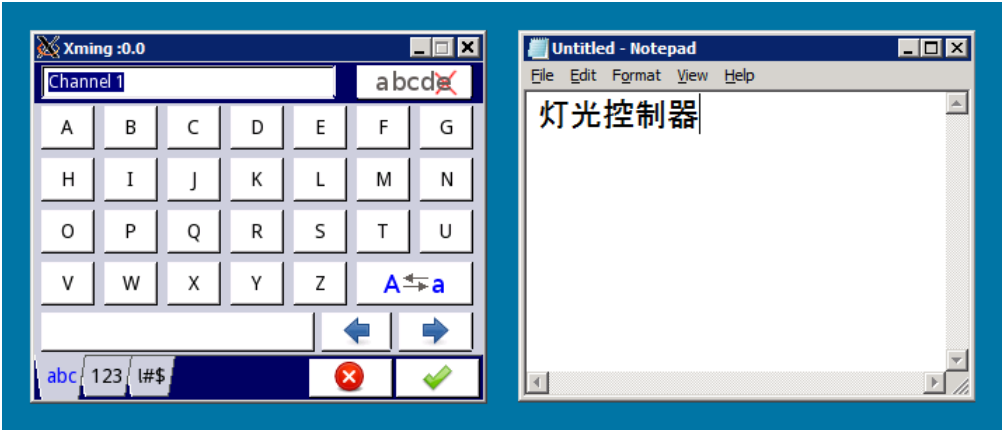 Xming :0.0
Channel 1
abcde
A B C D E F G
H I J K L M N
O P Q R S T U
V W X Y Z A a
abc 123 !#$
Untitled - Notepad
File Edit Format View Help
灯光控制器